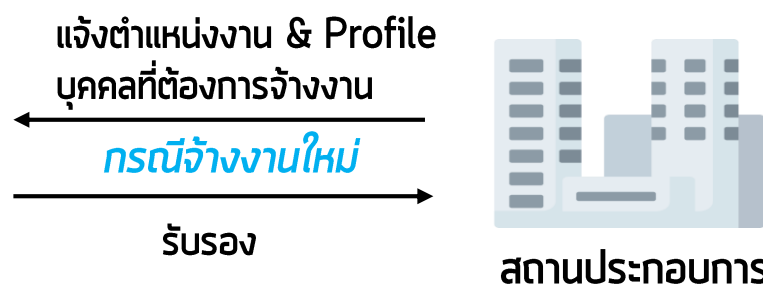 แจ้งตำแหน่งงาน & Profile
บุคคลที่ต้องการจ้างงาน
กรณีจ้างงานใหม่
รับรอง
สถานประกอบการ